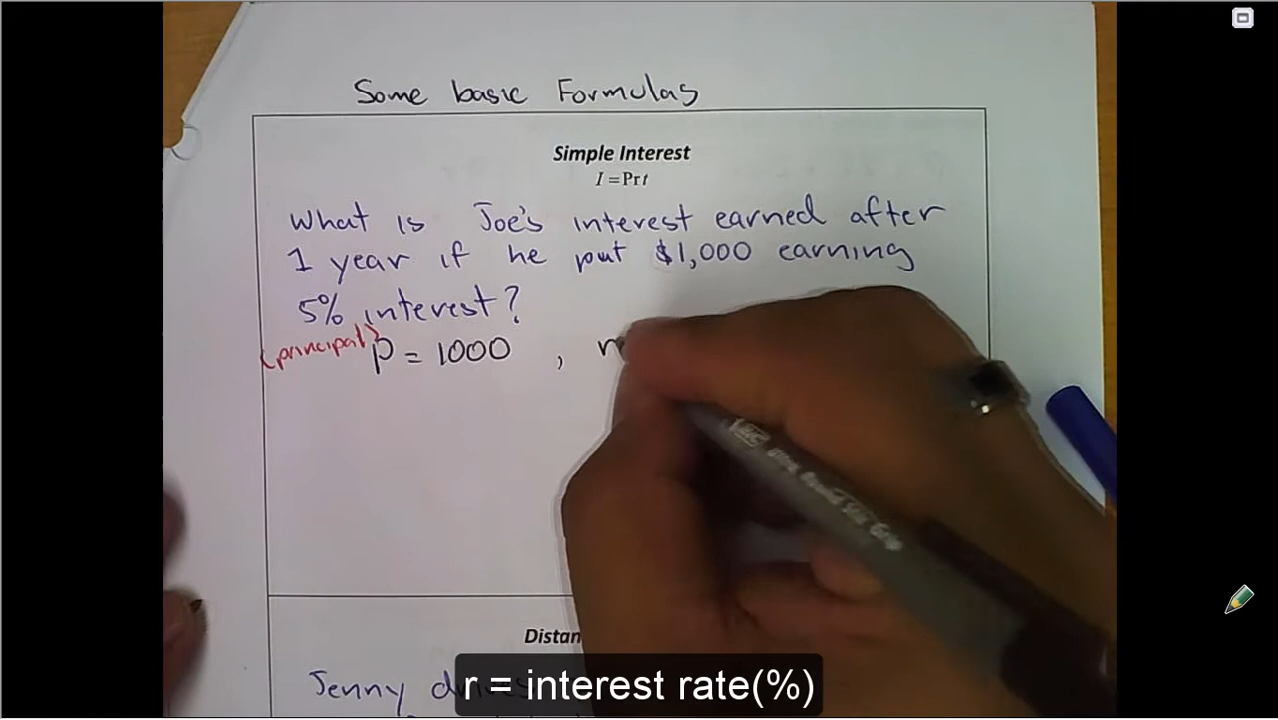 Some basic Formulas
Simple Interest
I = Pr t
What is Joe's interest earned after
1 year if he put $1,000 earning
5% interest?
(principal) P = 1000 , r
Jenny
r = interest rate(%)